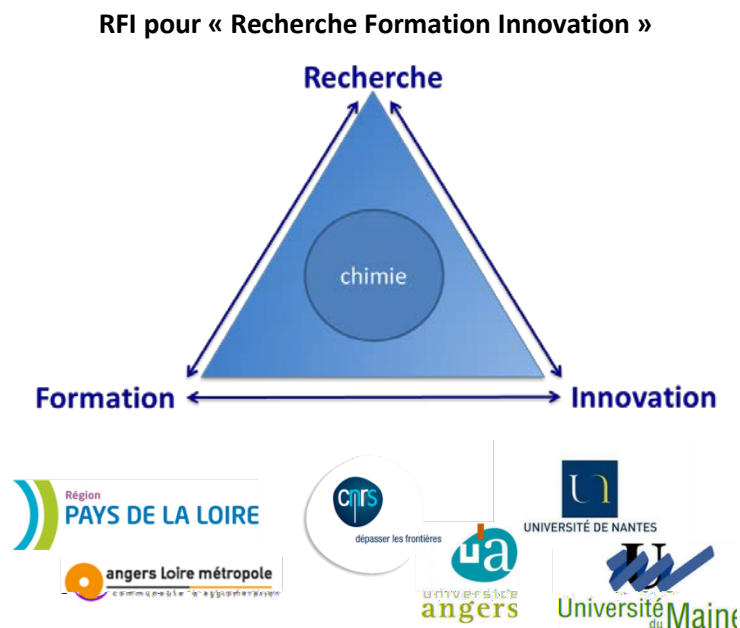 RFI pour « Recherche Formation Innovation »
Recherche
chimie
Formation
Innovation
Région
PAYS DE LA LOIRE
cnrs
dépasser les frontières
UNIVERSITÉ DE NANTES
angers Loire métropole
ua
angers
Université
du Maine